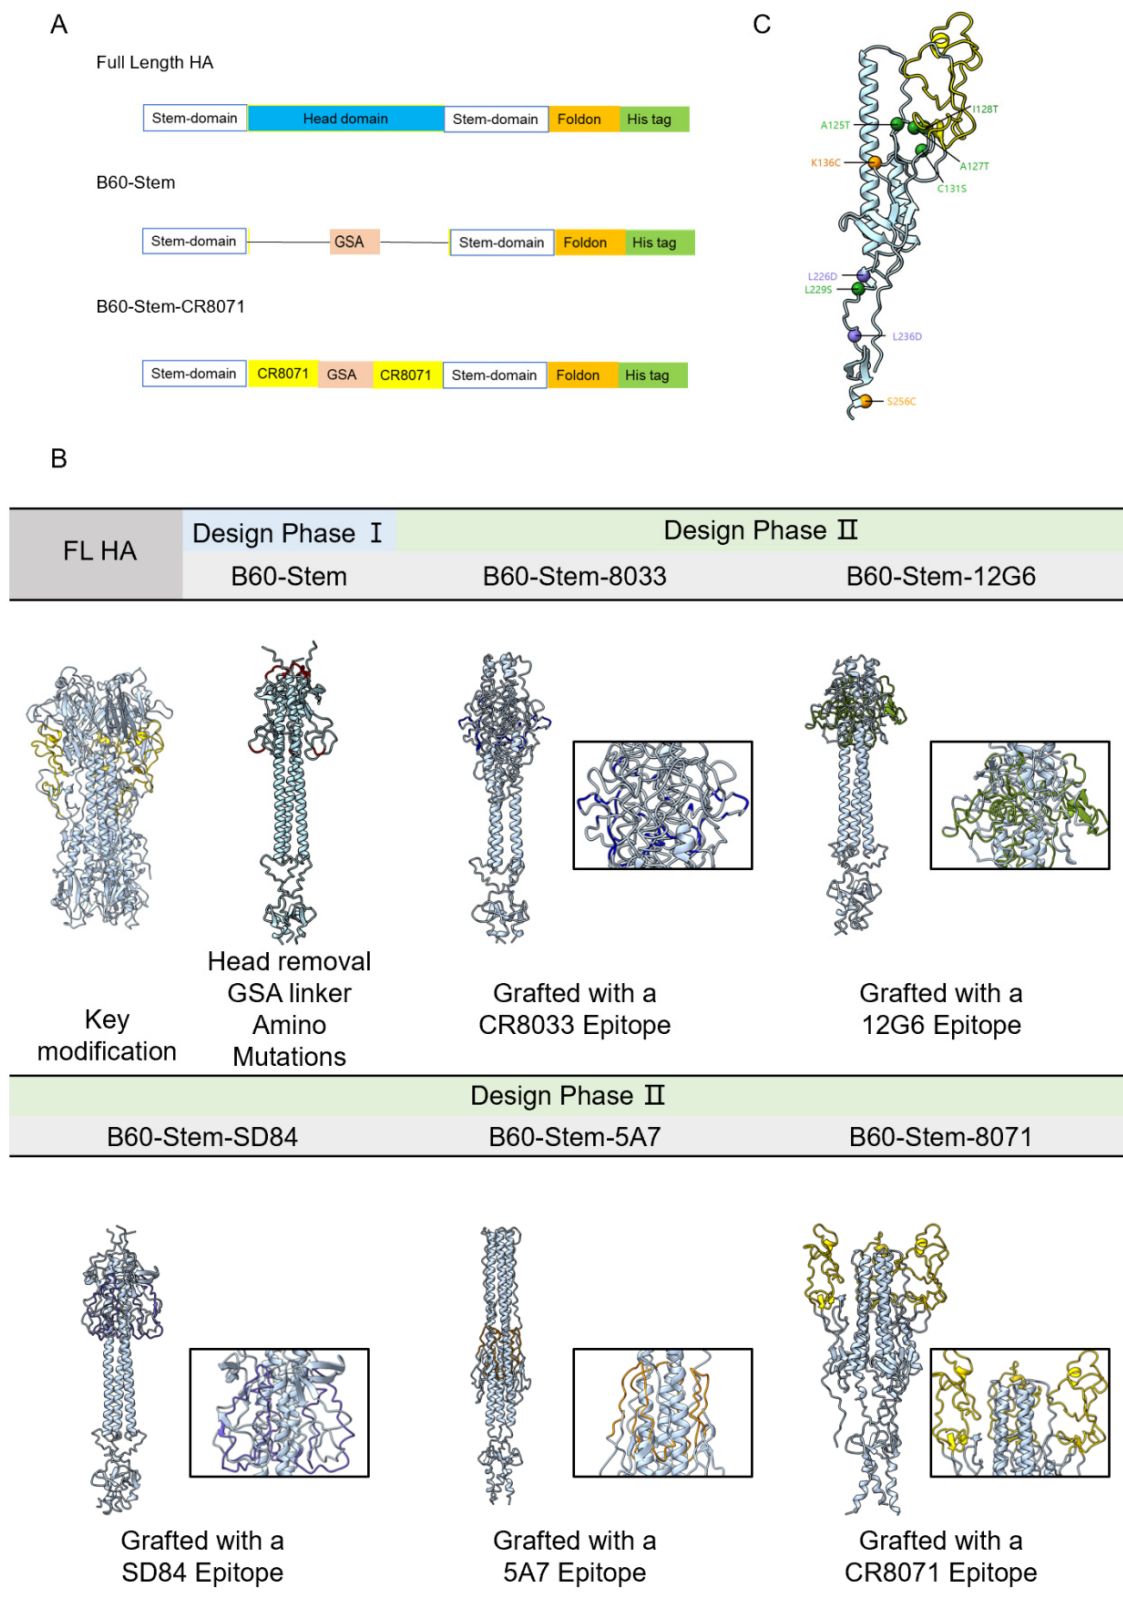 A
Full Length HA
Stem-domain Head domain Stem-domain Foldon His tag
B60-Stem
Stem-domain GSA Stem-domain Foldon His tag
B60-Stem-CR8071
Stem-domain CR8071 GSA CR8071 Stem-domain Foldon His tag
C
I128T
A125T
K136C
A127T
C131S
L226D
L229S
L236D
S256C
B
FL HA
Design Phase Ⅰ
Design Phase Ⅱ
B60-Stem
B60-Stem-8033
B60-Stem-12G6
Key
modification
Head removal
GSA linker
Amino
Mutations
Grafted with a
CR8033 Epitope
Grafted with a
12G6 Epitope
Design Phase Ⅱ
B60-Stem-SD84
B60-Stem-5A7
B60-Stem-8071
Grafted with a
SD84 Epitope
Grafted with a
5A7 Epitope
Grafted with a
CR8071 Epitope